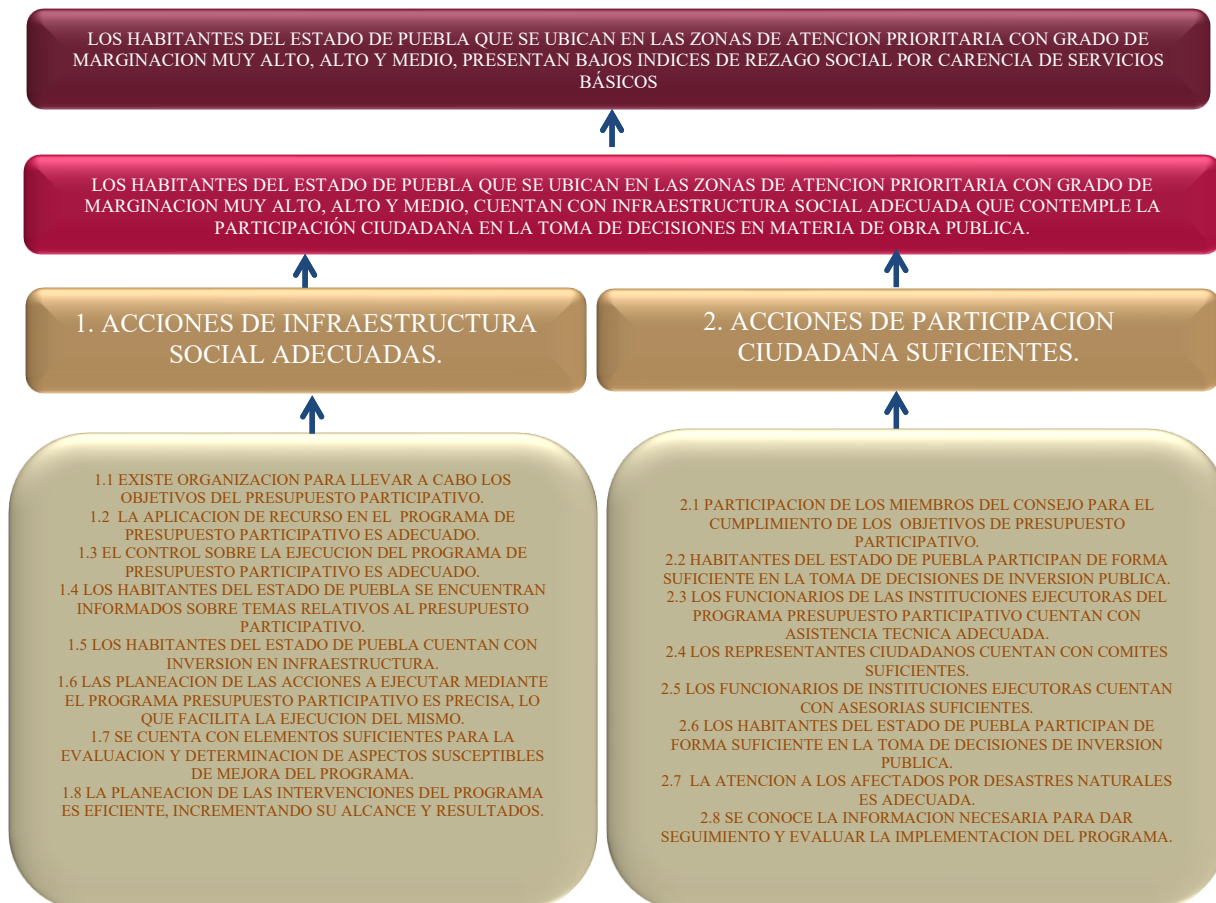 LOS HABITANTES DEL ESTADO DE PUEBLA QUE SE UBICAN EN LAS ZONAS DE ATENCION PRIORITARIA CON GRADO DE
MARGINACION MUY ALTO, ALTO Y MEDIO, PRESENTAN BAJOS INDICES DE REZAGO SOCIAL POR CARENCIA DE SERVICIOS
BÁSICOS
LOS HABITANTES DEL ESTADO DE PUEBLA QUE SE UBICAN EN LAS ZONAS DE ATENCION PRIORITARIA CON GRADO DE
MARGINACION MUY ALTO, ALTO Y MEDIO, CUENTAN CON INFRAESTRUCTURA SOCIAL ADECUADA QUE CONTEMPLE LA
PARTICIPACIÓN CIUDADANA EN LA TOMA DE DECISIONES EN MATERIA DE OBRA PUBLICA.
1. ACCIONES DE INFRAESTRUCTURA
SOCIAL ADECUADAS.
2. ACCIONES DE PARTICIPACION
CIUDADANA SUFICIENTES.
1.1 EXISTE ORGANIZACION PARA LLEVAR A CABO LOS
OBJETIVOS DEL PRESUPUESTO PARTICIPATIVO.
1.2 LA APLICACION DE RECURSO EN EL PROGRAMA DE
PRESUPUESTO PARTICIPATIVO ES ADECUADO.
1.3 EL CONTROL SOBRE LA EJECUCION DEL PROGRAMA DE
PRESUPUESTO PARTICIPATIVO ES ADECUADO.
1.4 LOS HABITANTES DEL ESTADO DE PUEBLA SE ENCUENTRAN
INFORMADOS SOBRE TEMAS RELATIVOS AL PRESUPUESTO
PARTICIPATIVO.
1.5 LOS HABITANTES DEL ESTADO DE PUEBLA CUENTAN CON
INVERSION EN INFRAESTRUCTURA.
1.6 LAS PLANEACION DE LAS ACCIONES A EJECUTAR MEDIANTE
EL PROGRAMA PRESUPUESTO PARTICIPATIVO ES PRECISA, LO
QUE FACILITA LA EJECUCION DEL MISMO.
1.7 SE CUENTA CON ELEMENTOS SUFICIENTES PARA LA
EVALUACION Y DETERMINACION DE ASPECTOS SUSCEPTIBLES
DE MEJORA DEL PROGRAMA.
1.8 LA PLANEACION DE LAS INTERVENCIONES DEL PROGRAMA
ES EFICIENTE, INCREMENTANDO SU ALCANCE Y RESULTADOS.
2.1 PARTICIPACION DE LOS MIEMBROS DEL CONSEJO PARA EL
CUMPLIMIENTO DE LOS OBJETIVOS DE PRESUPUESTO
PARTICIPATIVO.
2.2 HABITANTES DEL ESTADO DE PUEBLA PARTICIPAN DE FORMA
SUFICIENTE EN LA TOMA DE DECISIONES DE INVERSION PUBLICA.
2.3 LOS FUNCIONARIOS DE LAS INSTITUCIONES EJECUTORAS DEL
PROGRAMA PRESUPUESTO PARTICIPATIVO CUENTAN CON
ASISTENCIA TECNICA ADECUADA.
2.4 LOS REPRESENTANTES CIUDADANOS CUENTAN CON COMITES
SUFICIENTES.
2.5 LOS FUNCIONARIOS DE INSTITUCIONES EJECUTORAS CUENTAN
CON ASESORIAS SUFICIENTES.
2.6 LOS HABITANTES DEL ESTADO DE PUEBLA PARTICIPAN DE
FORMA SUFICIENTE EN LA TOMA DE DECISIONES DE INVERSION
PUBLICA.
2.7 LA ATENCION A LOS AFECTADOS POR DESASTRES NATURALES
ES ADECUADA.
2.8 SE CONOCE LA INFORMACION NECESARIA PARA DAR
SEGUIMIENTO Y EVALUAR LA IMPLEMENTACION DEL PROGRAMA.